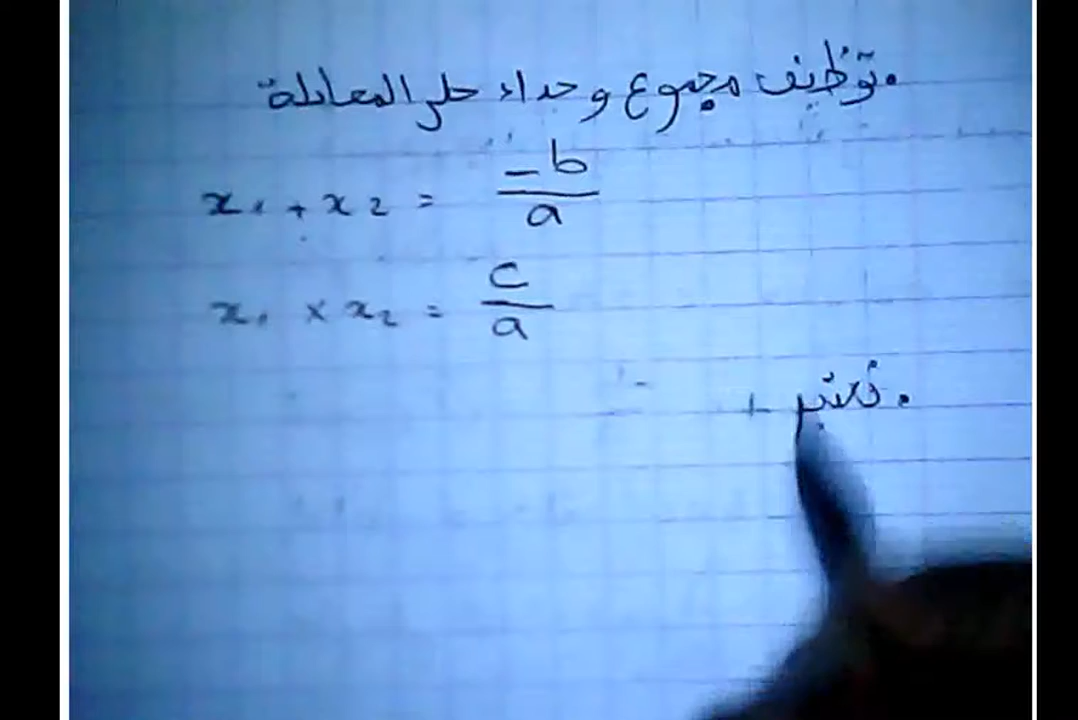 .توظيف مجموع وجداء حلي المعادلة
x₁ + x₂ = -b/a
x₁ × x₂ = c/a
.نعتبر